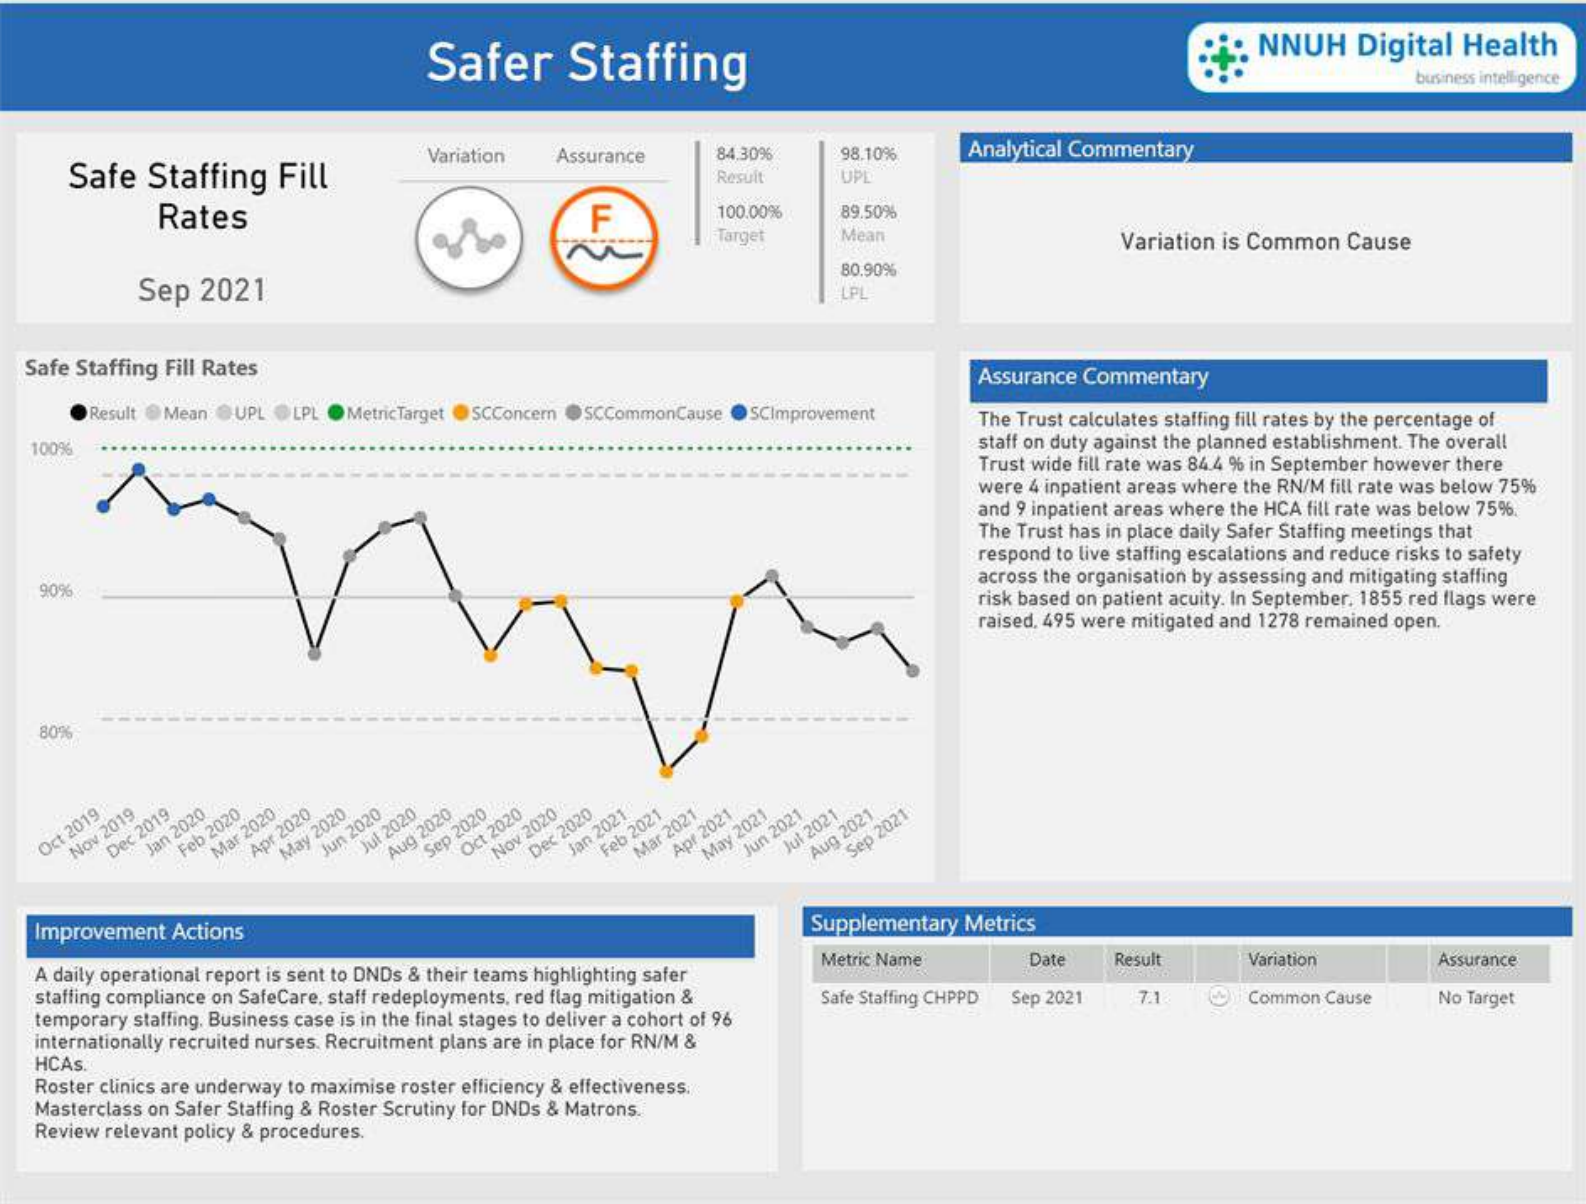 Safer Staffing
NNUH Digital Health
business intelligence
Safe Staffing Fill
Rates
Sep 2021
Variation
Assurance
F
84.30%
Result
100.00%
Target
98.10%
UPL
89.50%
Mean
80.90%
LPL
Analytical Commentary
Variation is Common Cause
Safe Staffing Fill Rates
Result Mean UPL LPL MetricTarget SCConcern SCCommonCause SCImprovement
100%
90%
80%
Oct 2019
Nov 2019
Dec 2019
Jan 2020
Feb 2020
Mar 2020
Apr 2020
May 2020
Jun 2020
Jul 2020
Aug 2020
Sep 2020
Oct 2020
Nov 2020
Dec 2020
Jan 2021
Feb 2021
Mar 2021
Apr 2021
May 2021
Jun 2021
Jul 2021
Aug 2021
Sep 2021
Assurance Commentary
The Trust calculates staffing fill rates by the percentage of
staff on duty against the planned establishment. The overall
Trust wide fill rate was 84.4 % in September however there
were 4 inpatient areas where the RN/M fill rate was below 75%
and 9 inpatient areas where the HCA fill rate was below 75%.
The Trust has in place daily Safer Staffing meetings that
respond to live staffing escalations and reduce risks to safety
across the organisation by assessing and mitigating staffing
risk based on patient acuity. In September, 1855 red flags were
raised, 495 were mitigated and 1278 remained open.
Improvement Actions
A daily operational report is sent to DNDs & their teams highlighting safer
staffing compliance on SafeCare, staff redeployments, red flag mitigation &
temporary staffing. Business case is in the final stages to deliver a cohort of 96
internationally recruited nurses. Recruitment plans are in place for RN/M &
HCAs.
Roster clinics are underway to maximise roster efficiency & effectiveness.
Masterclass on Safer Staffing & Roster Scrutiny for DNDs & Matrons.
Review relevant policy & procedures.
Supplementary Metrics
Metric Name Date Result Variation Assurance
Safe Staffing CHPPD Sep 2021 7.1 Common Cause No Target